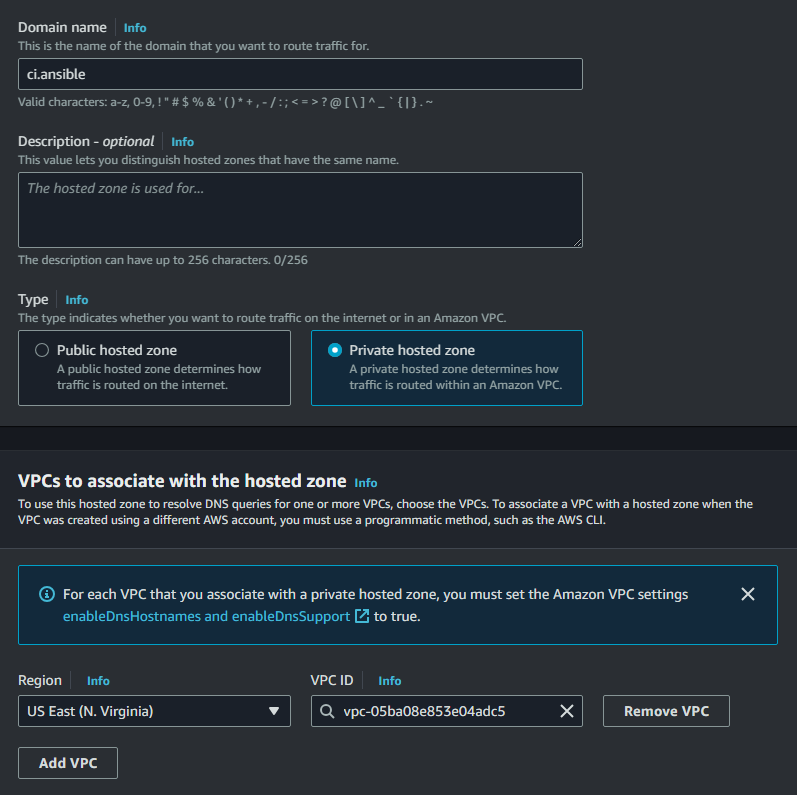 Domain name Info
This is the name of the domain that you want to route traffic for.
ci.ansible
Valid characters: a-z, 0-9, ! " # $ % & ' ( ) * + , - / : ; < = > ? @ [ \ ] ^ _ ` { | } . ~
Description - optional Info
This value lets you distinguish hosted zones that have the same name.
The hosted zone is used for...
The description can have up to 256 characters. 0/256
Type Info
The type indicates whether you want to route traffic on the internet or in an Amazon VPC.
Public hosted zone
A public hosted zone determines how
traffic is routed on the internet.
Private hosted zone
A private hosted zone determines how
traffic is routed within an Amazon VPC.
VPCs to associate with the hosted zone Info
To use this hosted zone to resolve DNS queries for one or more VPCs, choose the VPCs. To associate a VPC with a hosted zone when the
VPC was created using a different AWS account, you must use a programmatic method, such as the AWS CLI.
For each VPC that you associate with a private hosted zone, you must set the Amazon VPC settings
enableDnsHostnames and enableDnsSupport to true.
Region Info
US East (N. Virginia)
VPC ID Info
vpc-05ba08e853e04adc5
Remove VPC
Add VPC